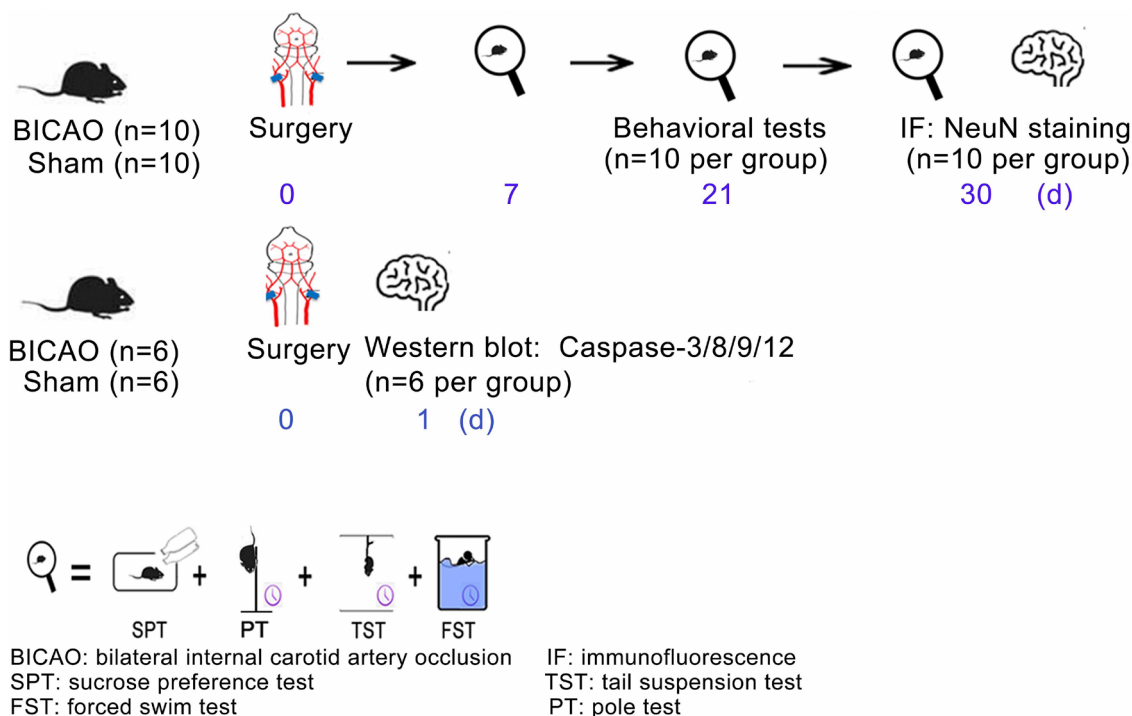 BICAO (n=10)
Sham (n=10)
Surgery
Behavioral tests
(n=10 per group)
IF: NeuN staining
(n=10 per group)
0 7 21 30 (d)
BICAO (n=6)
Sham (n=6)
Surgery
Western blot: Caspase-3/8/9/12
(n=6 per group)
0 1 (d)
= + + +
SPT PT TST FST
BICAO: bilateral internal carotid artery occlusion
IF: immunofluorescence
SPT: sucrose preference test
TST: tail suspension test
FST: forced swim test
PT: pole test